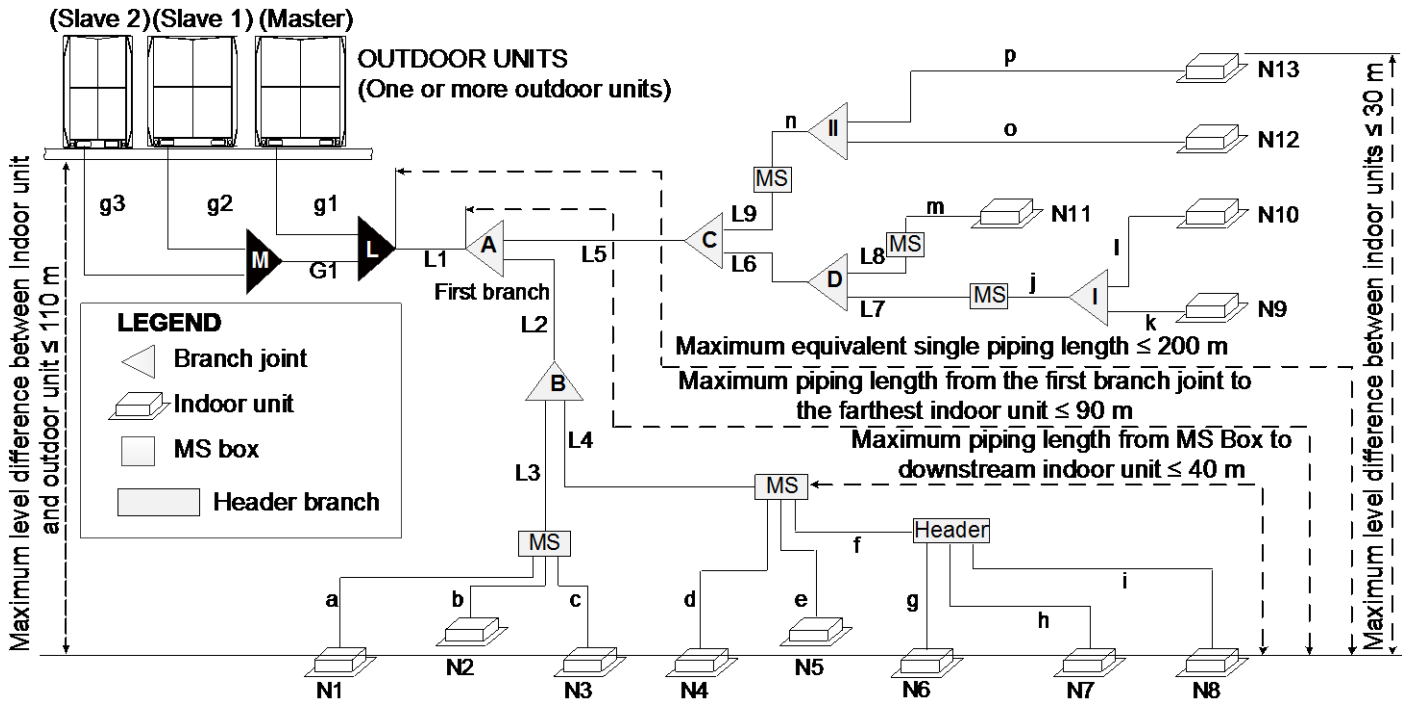 (Slave 2) (Slave 1) (Master)
OUTDOOR UNITS
(One or more outdoor units)
Maximum level difference between indoor unit
and outdoor unit ≤ 110 m
g3
g2
g1
M
G1
L
L1
A
First branch
L5
L2
B
L3
L4
C
L9
L6
MS
n
II
p
N13
o
N12
D
L8
MS
m
N11
L7
MS
j
I
l
N10
k
N9
Maximum level difference between indoor units ≤ 30 m
LEGEND
Branch joint
Indoor unit
MS box
Header branch
Maximum equivalent single piping length ≤ 200 m
Maximum piping length from the first branch joint to
the farthest indoor unit ≤ 90 m
Maximum piping length from MS Box to
downstream indoor unit ≤ 40 m
MS
MS
f
Header
a
b
c
d
e
g
h
i
N1
N2
N3
N4
N5
N6
N7
N8